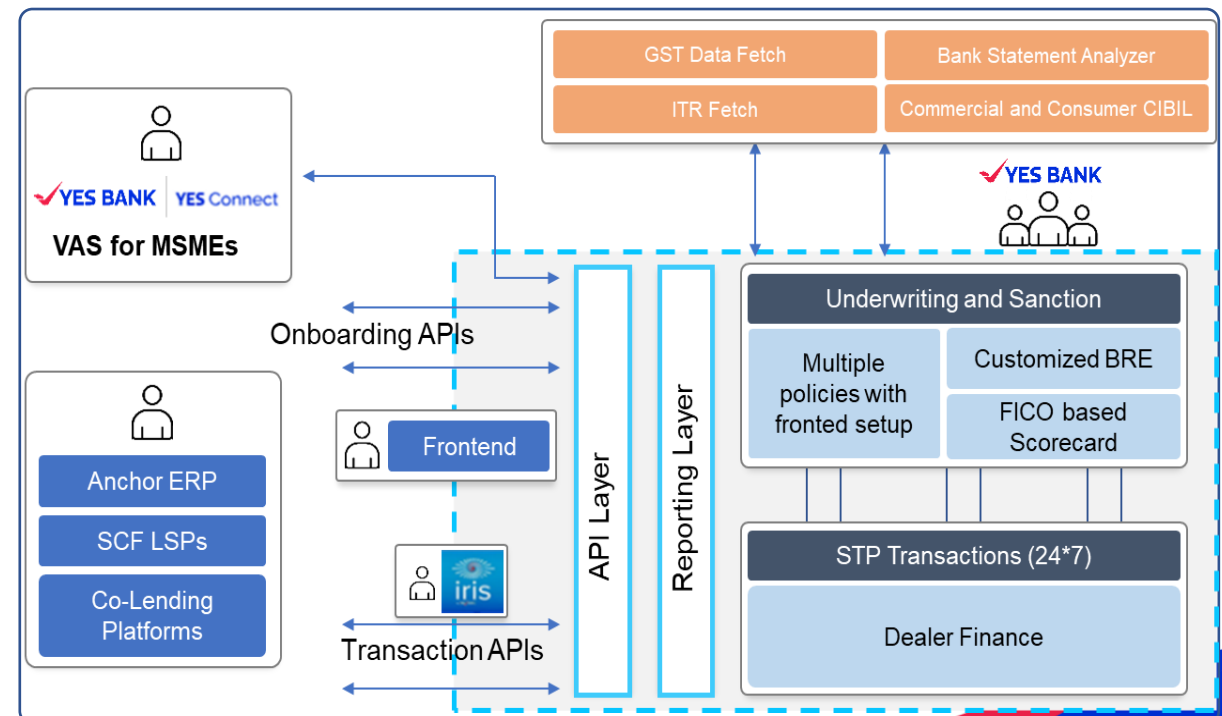 GST Data Fetch
Bank Statement Analyzer
ITR Fetch
Commercial and Consumer CIBIL
YES BANK
YES BANK YES Connect
VAS for MSMEs
Underwriting and Sanction
Multiple
policies with
fronted setup
Customized BRE
FICO based
Scorecard
Onboarding APIs
Frontend
Anchor ERP
SCF LSPs
Co-Lending
Platforms
API Layer
Reporting Layer
iris
Transaction APIs
STP Transactions (24*7)
Dealer Finance